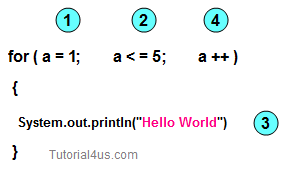 1 2 4
for ( a = 1; a < = 5; a ++ )
{
System.out.println("Hello World")
3
}
Tutorial4us.com